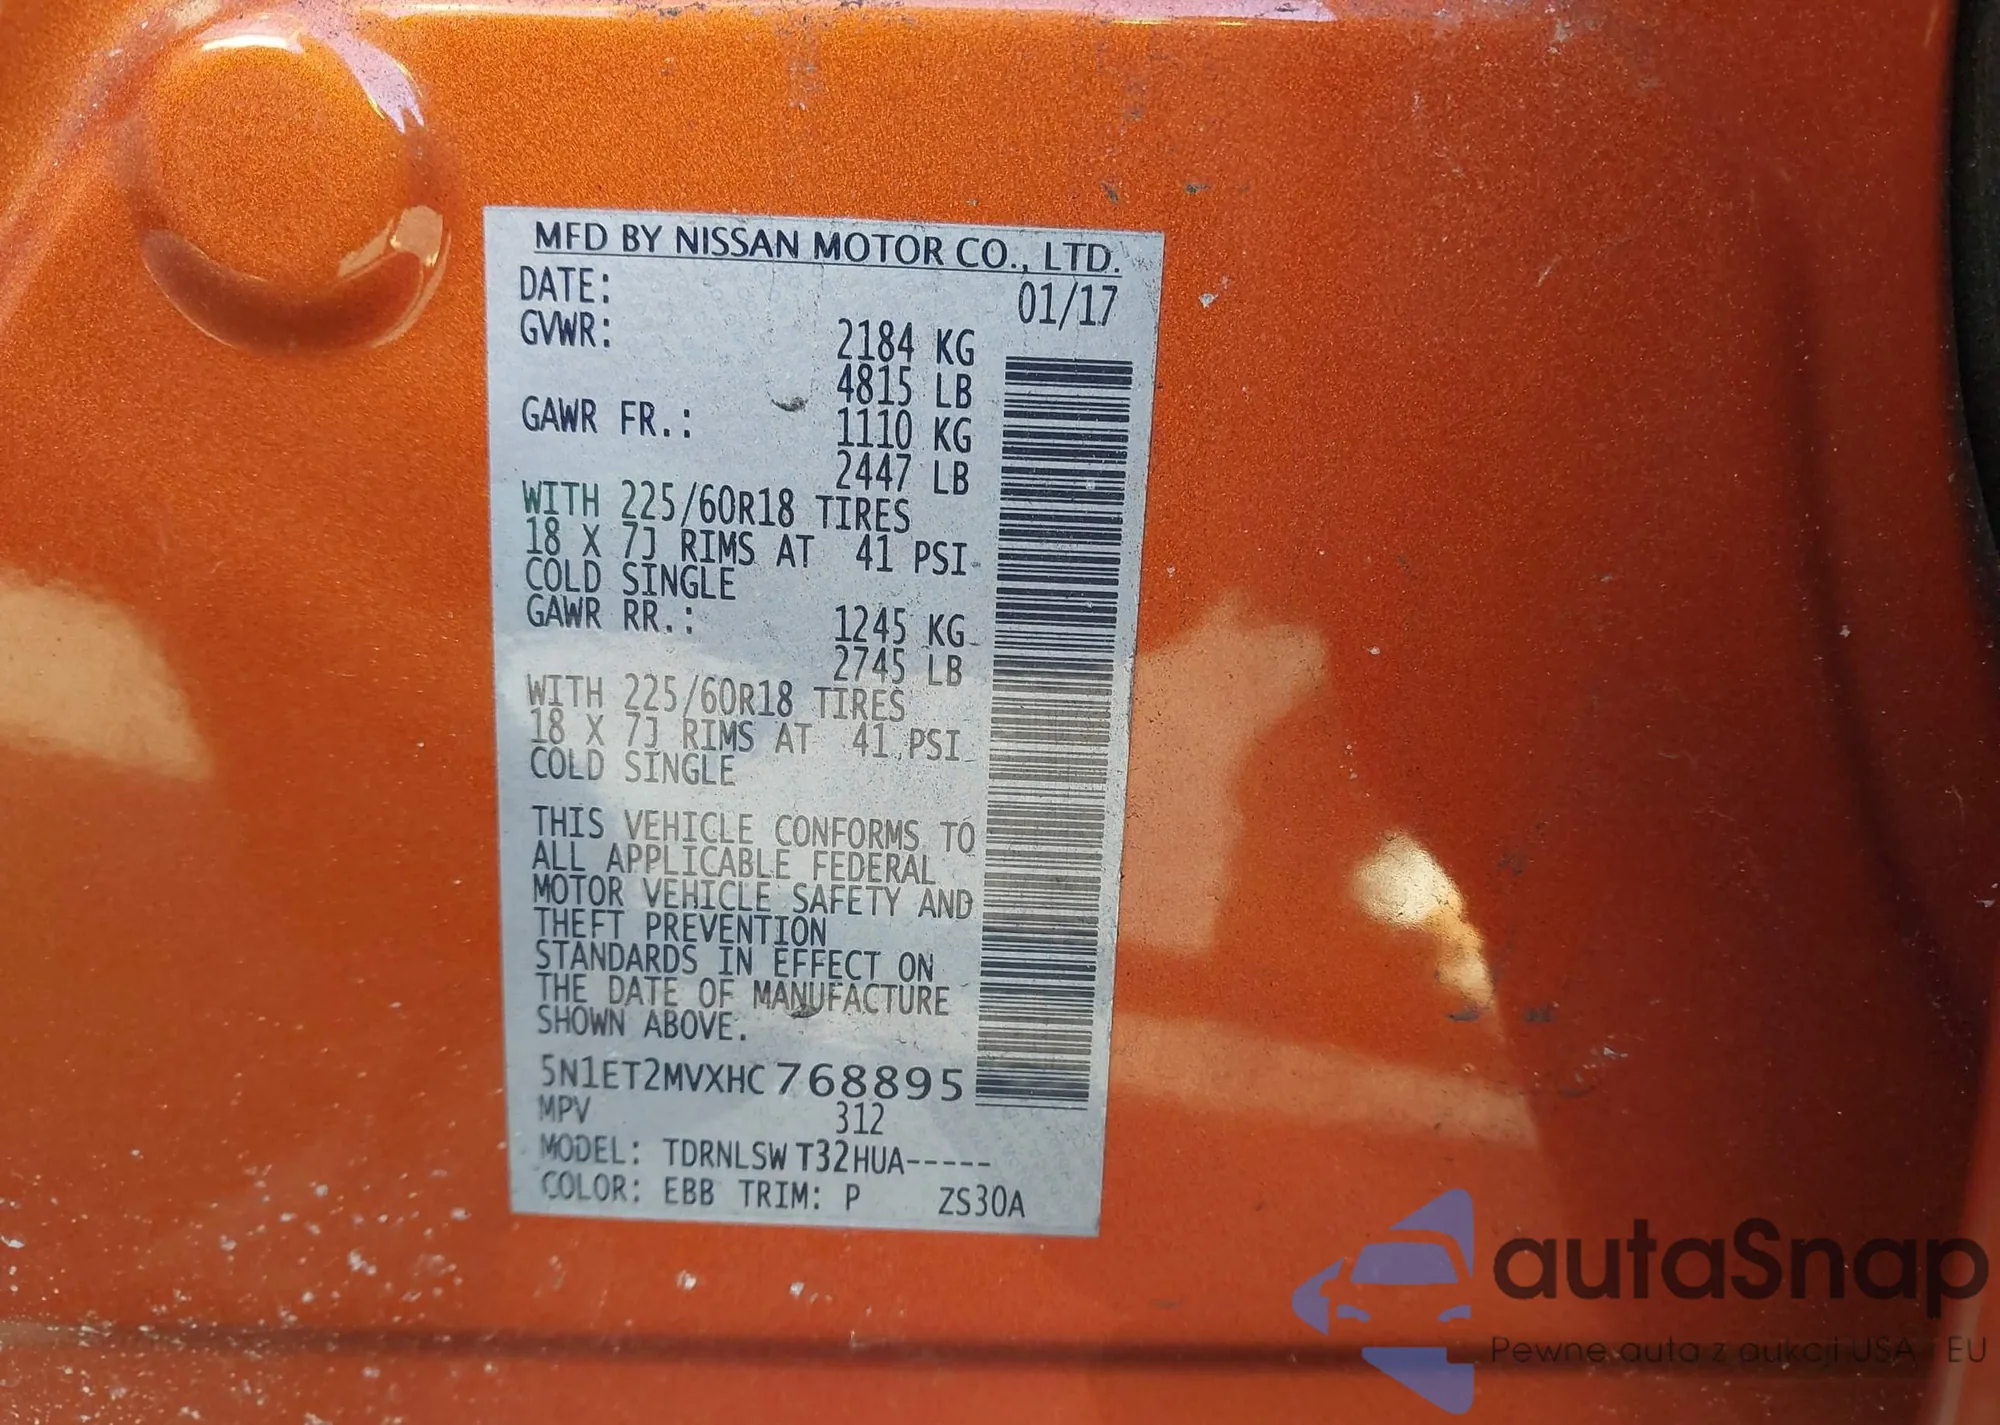 MFD BY NISSAN MOTOR CO., LTD.
DATE: 01/17
GVWR: 2184 KG
4815 LB
GAWR FR.: 1110 KG
2447 LB
WITH 225/60R18 TIRES
18 X 7J RIMS AT 41 PSI
COLD SINGLE
GAWR RR.: 1245 KG
2745 LB
WITH 225/60R18 TIRES
18 X 7J RIMS AT 41 PSI
COLD SINGLE
THIS VEHICLE CONFORMS TO
ALL APPLICABLE FEDERAL
MOTOR VEHICLE SAFETY AND
THEFT PREVENTION
STANDARDS IN EFFECT ON
THE DATE OF MANUFACTURE
SHOWN ABOVE.
5N1ET2MVXHC768895
MPV 312
MODEL: TDRNLSW T32HUA-----
COLOR: EBB TRIM: P ZS30A
autaSnap
Pewne auta z aukcji USA i EU